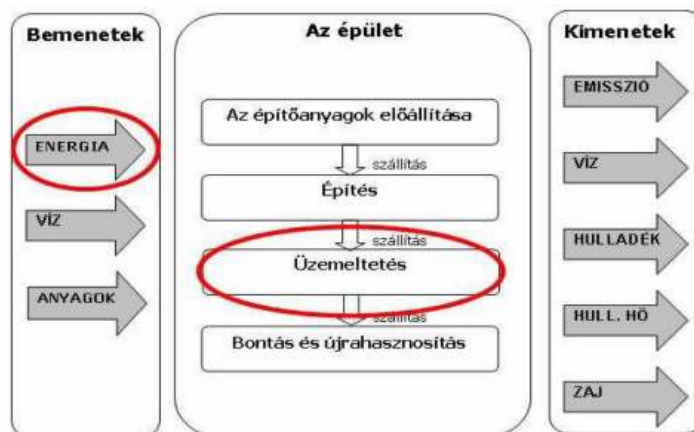 Bemenetek
ENERGIA
VÍZ
ANYAGOK
Az épület
Az építőanyagok előállítása
szállítás
Építés
szállítás
Üzemeltetés
szállítás
Bontás és újrahasznosítás
Kimenetek
EMISSZIÓ
VÍZ
HULLADÉK
HULL. HŐ
ZAJ